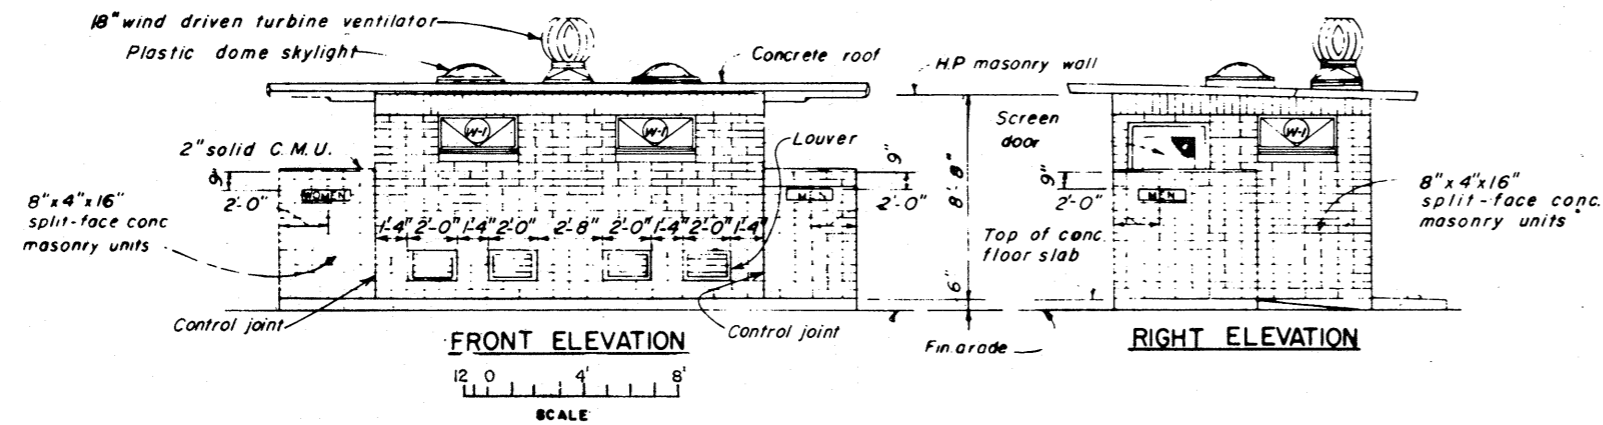 18" wind driven turbine ventilator
Plastic dome skylight
Concrete roof
H.P masonry wall
Screen
door
W-1
W-1
W-1
Louver
2" solid C.M.U.
9"
2'-0"
WOMEN
MEN
9"
2'-0"
8'-8"
9"
2'-0"
MEN
8"x4"x16"
split-face conc
masonry units
8"x4"x16"
split-face conc.
masonry units
1'-4" 2'-0" 1'-4" 2'-0" 2'-8" 2'-0" 1'-4" 2'-0" 1'-4"
Top of conc.
floor slab
6"
Control joint
Control joint
Fin. grade
FRONT ELEVATION
RIGHT ELEVATION
12 0 4' 8'
SCALE